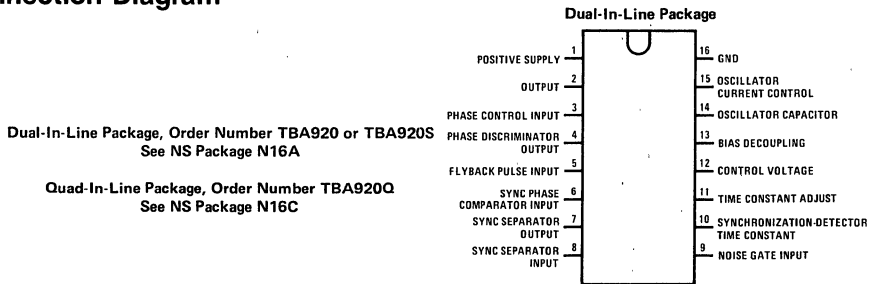 Dual-In-Line Package
Dual-In-Line Package, Order Number TBA920 or TBA920S
See NS Package N16A
Quad-In-Line Package, Order Number TBA920Q
See NS Package N16C
POSITIVE SUPPLY 1
OUTPUT 2
PHASE CONTROL INPUT 3
PHASE DISCRIMINATOR 4
OUTPUT
FLYBACK PULSE INPUT 5
SYNC PHASE 6
COMPARATOR INPUT
SYNC SEPARATOR 7
OUTPUT
SYNC SEPARATOR 8
INPUT
16 GND
15 OSCILLATOR
CURRENT CONTROL
14 OSCILLATOR CAPACITOR
13 BIAS DECOUPLING
12 CONTROL VOLTAGE
11 TIME CONSTANT ADJUST
10 SYNCHRONIZATION-DETECTOR
TIME CONSTANT
9 NOISE GATE INPUT